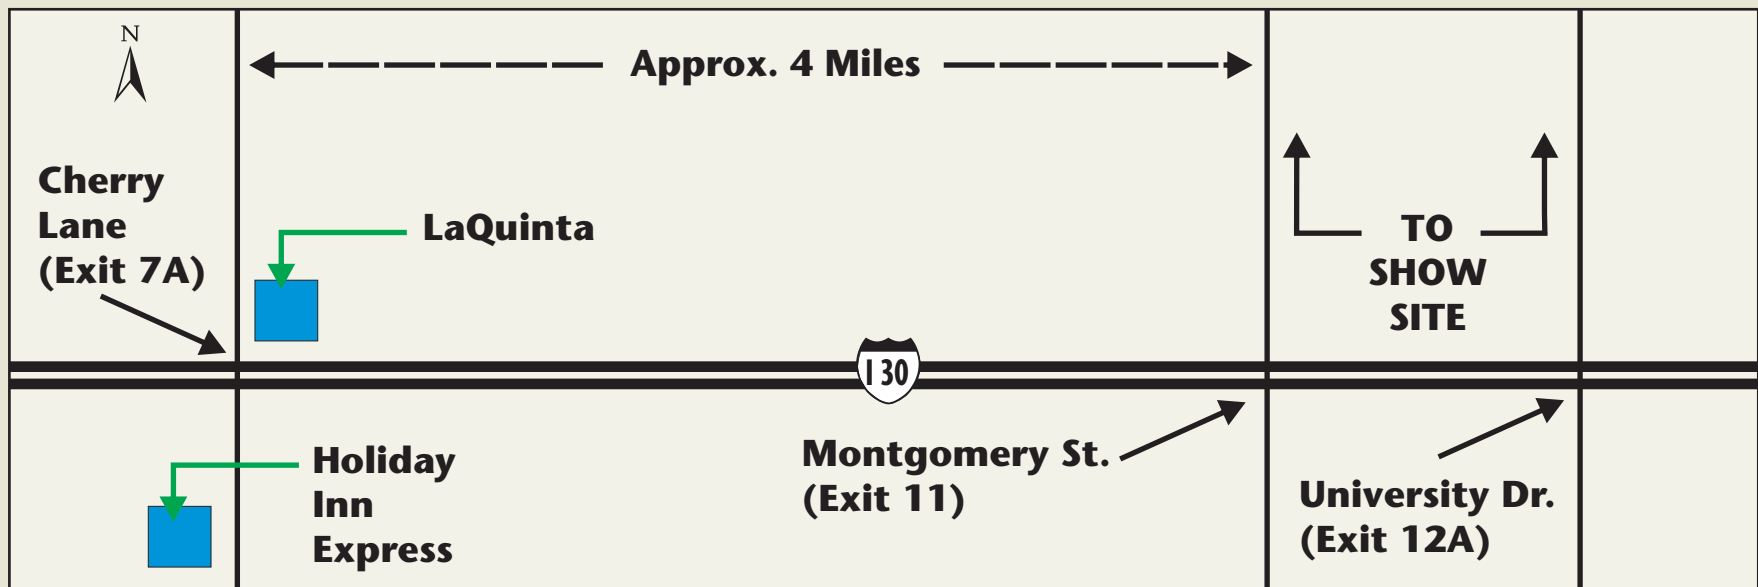 N
Approx. 4 Miles
Cherry
Lane
(Exit 7A)
LaQuinta
TO
SHOW
SITE
I 30
Holiday
Inn
Express
Montgomery St.
(Exit 11)
University Dr.
(Exit 12A)